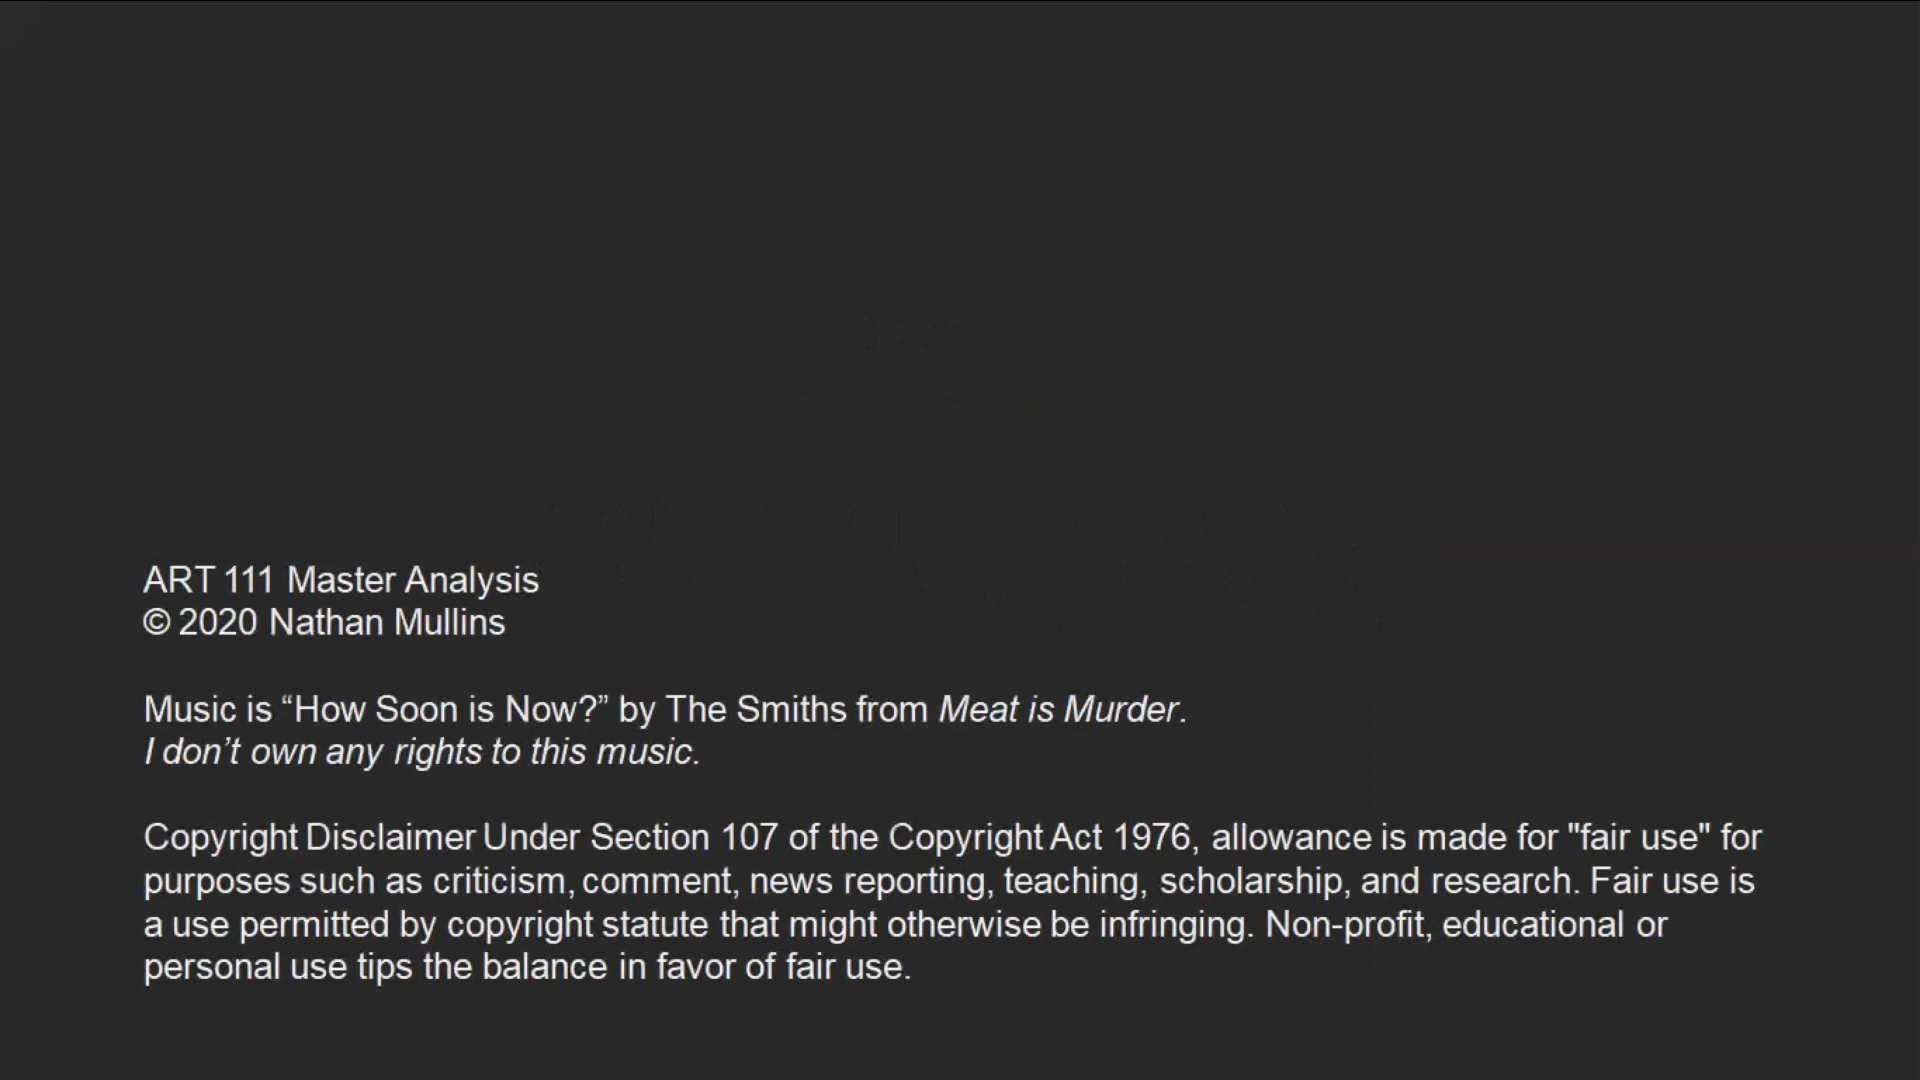 ART 111 Master Analysis
© 2020 Nathan Mullins
Music is “How Soon is Now?” by The Smiths from Meat is Murder.
I don’t own any rights to this music.
Copyright Disclaimer Under Section 107 of the Copyright Act 1976, allowance is made for "fair use" for
purposes such as criticism, comment, news reporting, teaching, scholarship, and research. Fair use is
a use permitted by copyright statute that might otherwise be infringing. Non-profit, educational or
personal use tips the balance in favor of fair use.